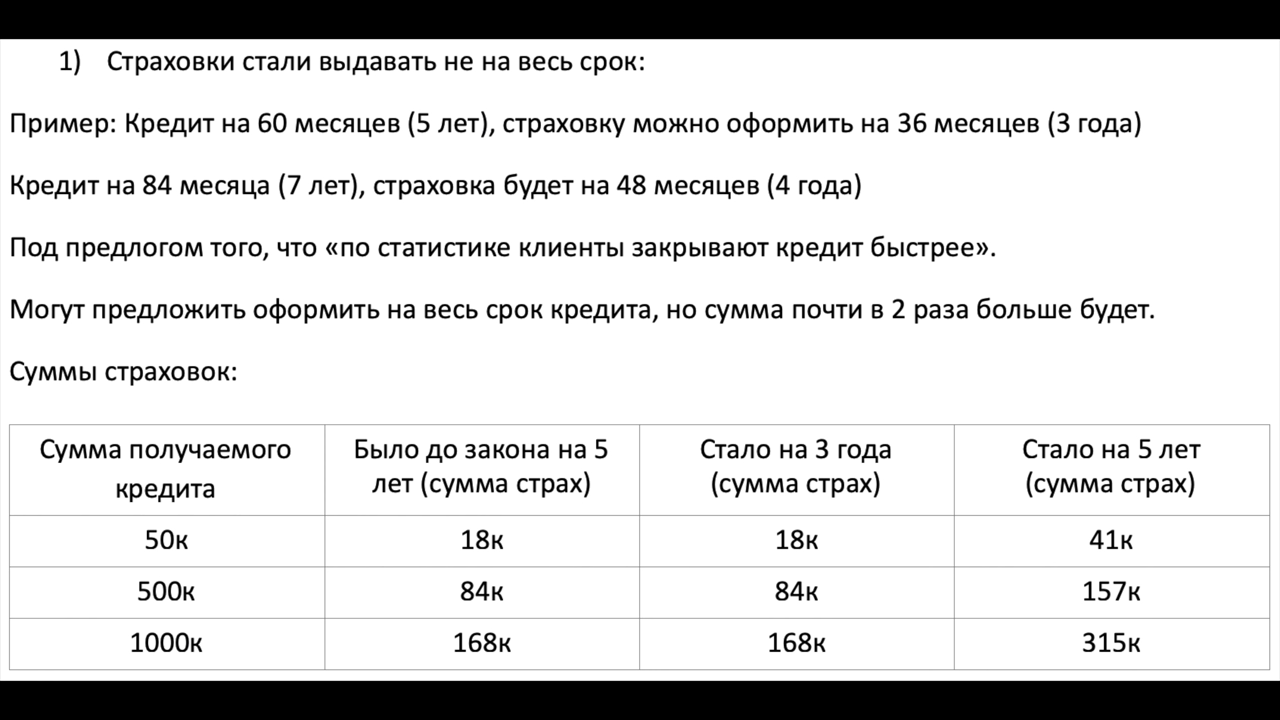 1) Страховки стали выдавать не на весь срок:
Пример: Кредит на 60 месяцев (5 лет), страховку можно оформить на 36 месяцев (3 года)
Кредит на 84 месяца (7 лет), страховка будет на 48 месяцев (4 года)
Под предлогом того, что «по статистике клиенты закрывают кредит быстрее».
Могут предложить оформить на весь срок кредита, но сумма почти в 2 раза больше будет.
Суммы страховок:
Сумма получаемого кредита Было до закона на 5 лет (сумма страх) Стало на 3 года (сумма страх) Стало на 5 лет (сумма страх)
50к 18к 18к 41к
500к 84к 84к 157к
1000к 168к 168к 315к